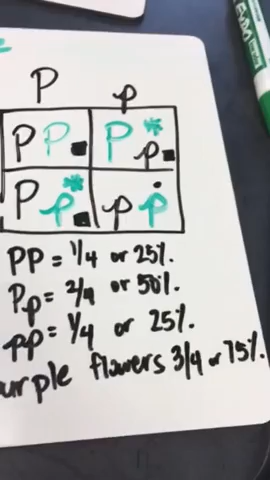 P p
P P P p
P p p p
PP = 1/4 or 25%.
Pp = 2/4 or 50%.
pp = 1/4 or 25%.
urple flowers 3/4 or 75%.
EXPO